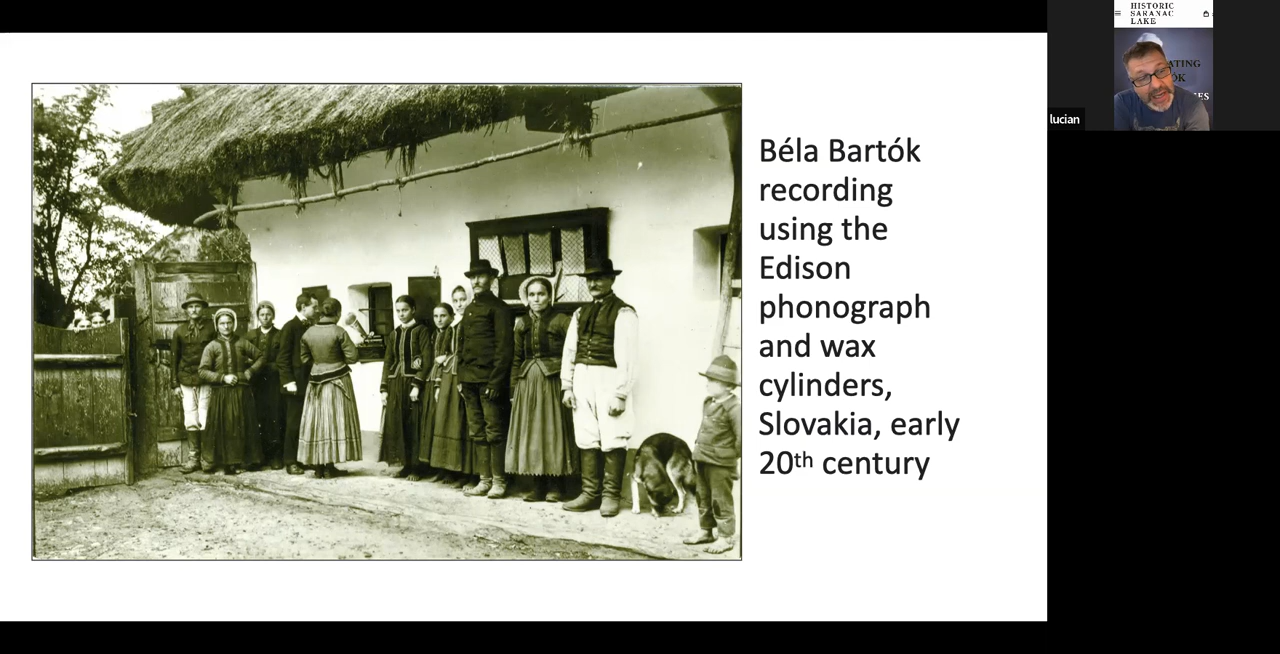 Béla Bartók
recording
using the
Edison
phonograph
and wax
cylinders,
Slovakia, early
20th century
HISTORIC
SARANAC
LAKE
lucian